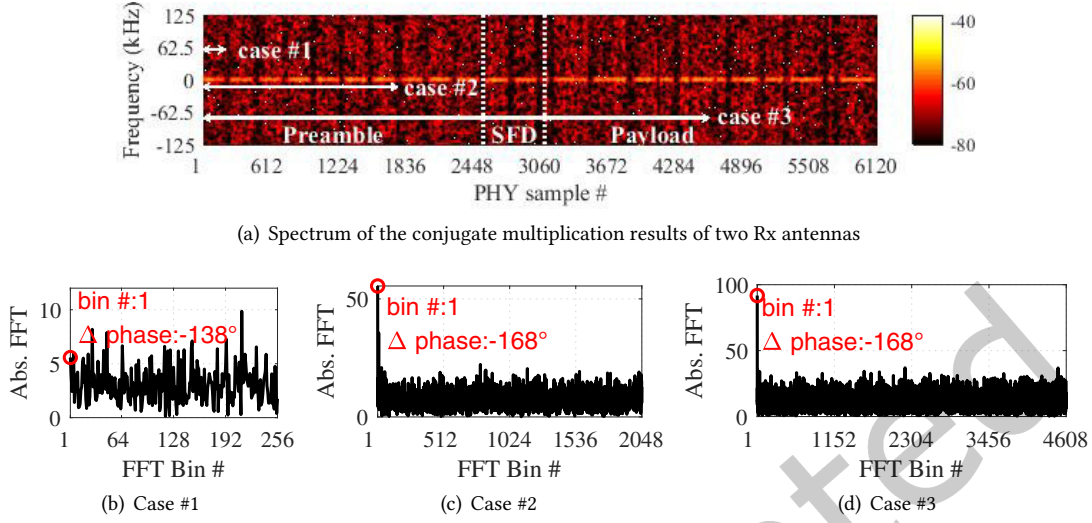 125
62.5
0
-62.5
-125
Frequency (kHz)
case #1
case #2
case #3
Preamble
SFD
Payload
1 612 1224 1836 2448 3060 3672 4284 4896 5508 6120
PHY sample #
-40
-60
-80
(a) Spectrum of the conjugate multiplication results of two Rx antennas
10
5
0
Abs. FFT
bin #:1
Δ phase:-138°
1 64 128 192 256
FFT Bin #
(b) Case #1
50
0
Abs. FFT
bin #:1
Δ phase:-168°
1 512 1024 1536 2048
FFT Bin #
(c) Case #2
100
50
0
Abs. FFT
bin #:1
Δ phase:-168°
1 1152 2304 3456 4608
FFT Bin #
(d) Case #3